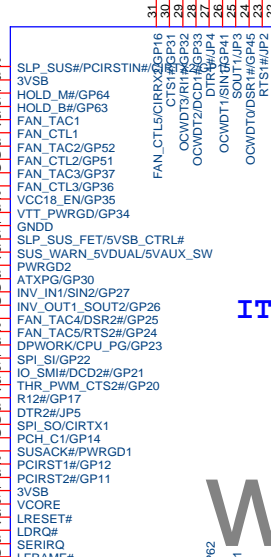 31
30
29
28
27
26
25
24
23
FAN_CTL5/CIRRX2/GP16
CTS1#/GP31
OCWDT3/RI1#/GP32
OCWDT2/DCD1#/GP33
DTR1#/JP4
OCWDT1/SIN1/GP41
SOUT1/JP3
OCWDT0/DSR1#/GP45
RTS1#/JP2
3VSB
HOLD_M#/GP64
HOLD_B#/GP63
FAN_TAC1
FAN_CTL1
FAN_TAC2/GP52
FAN_CTL2/GP51
FAN_TAC3/GP37
FAN_CTL3/GP36
VCC18_EN/GP35
VTT_PWRGD/GP34
GNDD
SLP_SUS_FET/5VSB_CTRL#
SUS_WARN_5VDUAL/5VAUX_SW
PWRGD2
ATXPG/GP30
INV_IN1/SIN2/GP27
INV_OUT1_SOUT2/GP26
FAN_TAC4/DSR2#/GP25
FAN_TAC5/RTS2#/GP24
DPWORK/CPU_PG/GP23
SPI_SI/GP22
IO_SMI#/DCD2#/GP21
THR_PWM_CTS2#/GP20
R12#/GP17
DTR2#/JP5
SPI_SO/CIRTX1
PCH_C1/GP14
SUSACK#/PWRGD1
PCIRST1#/GP12
PCIRST2#/GP11
3VSB
VCORE
LRESET#
LDRQ#
SERIRQ
LFRAME#
IT
W